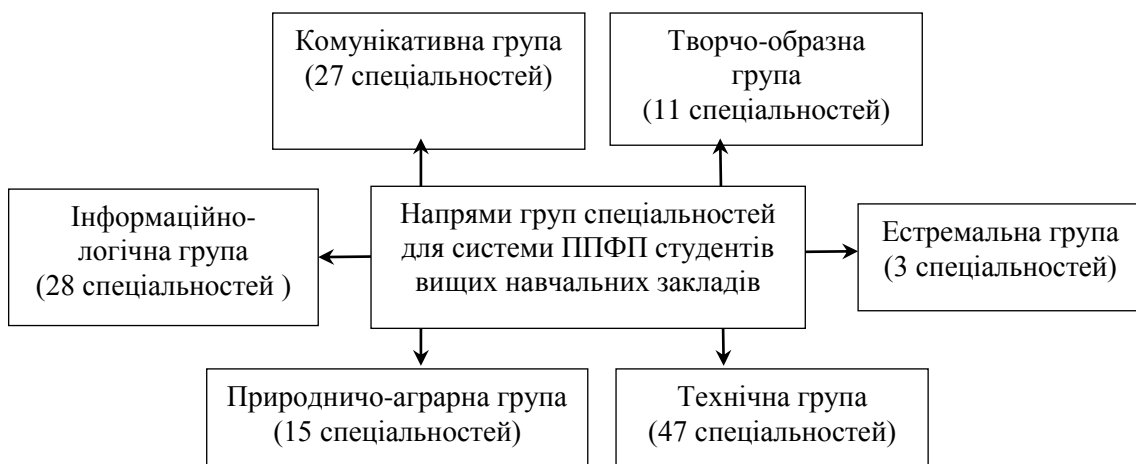 Комунікативна група
(27 спеціальностей)
Творчо-образна
група
(11 спеціальностей)
Інформаційно-
логічна група
(28 спеціальностей )
Напрями груп спеціальностей
для системи ППФП студентів
вищих навчальних закладів
Естремальна група
(3 спеціальностей)
Природничо-аграрна група
(15 спеціальностей)
Технічна група
(47 спеціальностей)